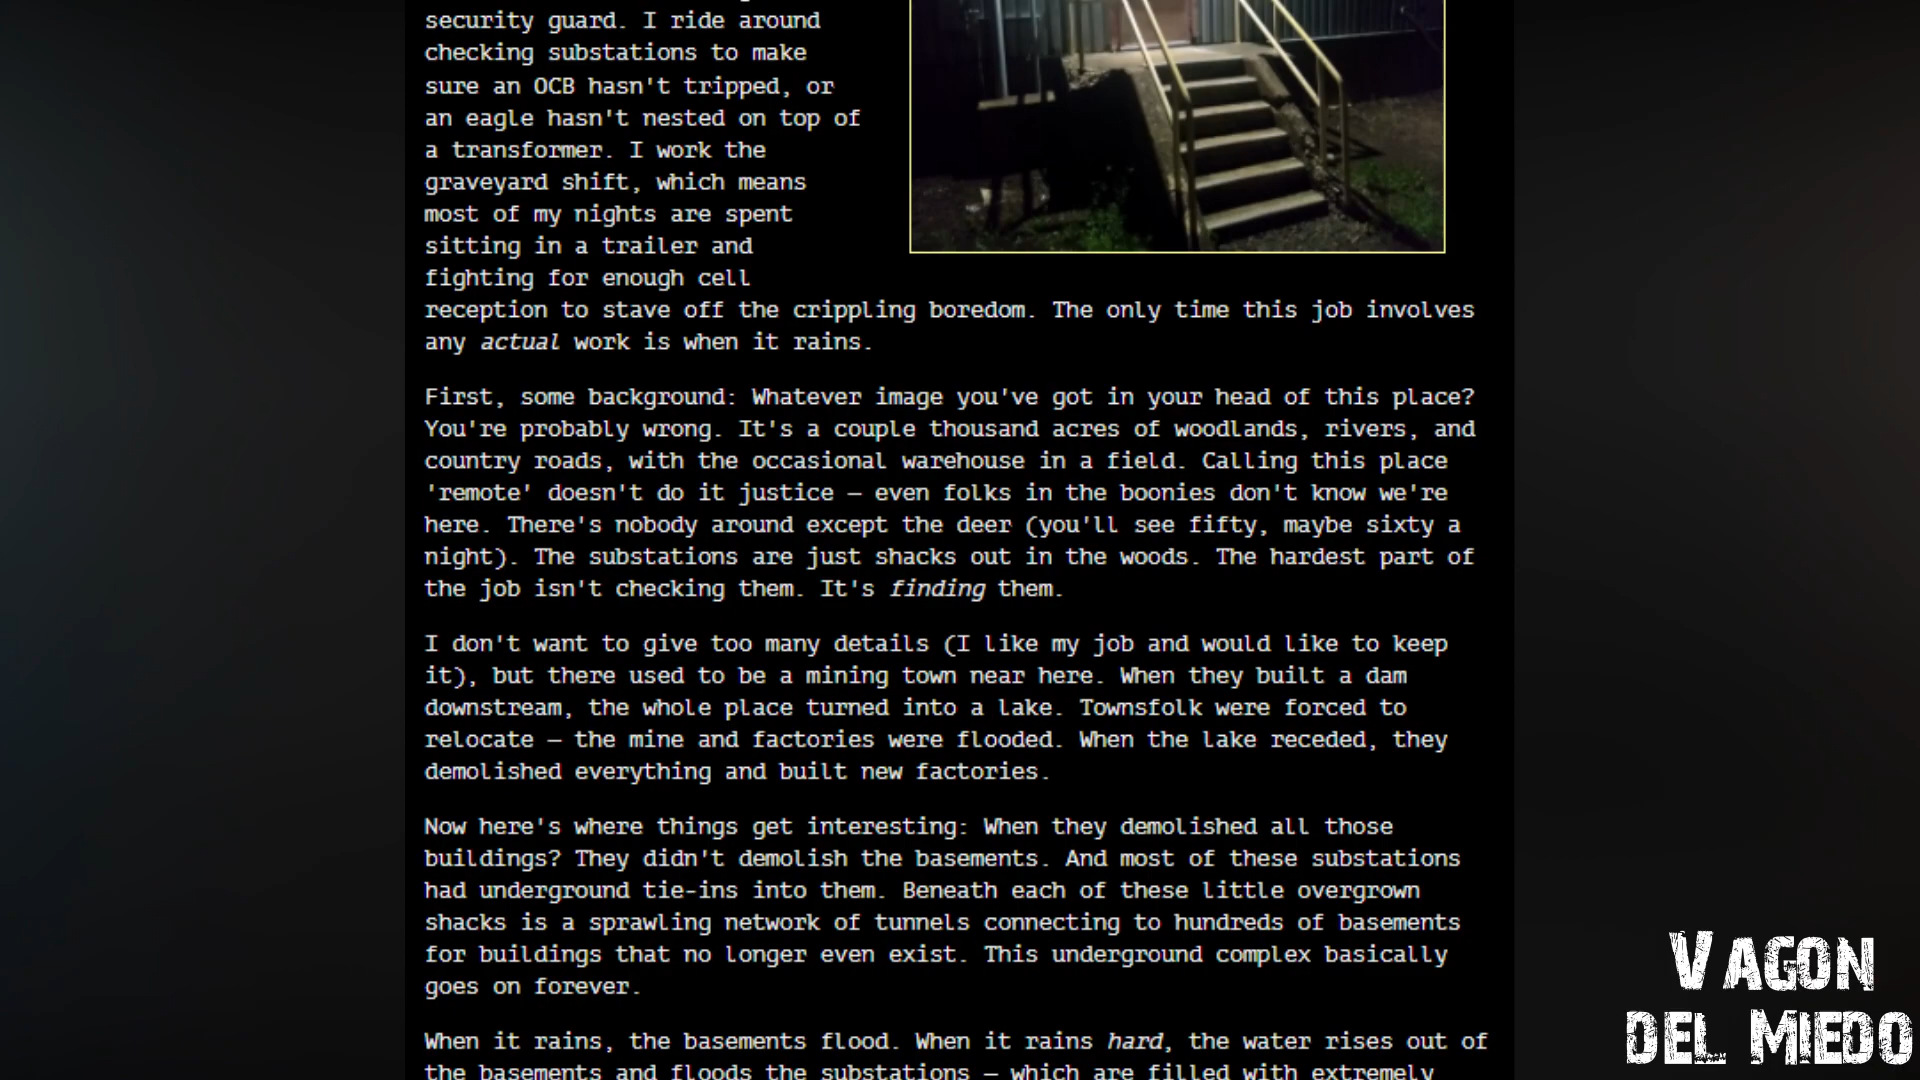 security guard. I ride around
checking substations to make
sure an OCB hasn't tripped, or
an eagle hasn't nested on top of
a transformer. I work the
graveyard shift, which means
most of my nights are spent
sitting in a trailer and
fighting for enough cell
reception to stave off the crippling boredom. The only time this job involves
any actual work is when it rains.
First, some background: Whatever image you've got in your head of this place?
You're probably wrong. It's a couple thousand acres of woodlands, rivers, and
country roads, with the occasional warehouse in a field. Calling this place
'remote' doesn't do it justice — even folks in the boonies don't know we're
here. There's nobody around except the deer (you'll see fifty, maybe sixty a
night). The substations are just shacks out in the woods. The hardest part of
the job isn't checking them. It's finding them.
I don't want to give too many details (I like my job and would like to keep
it), but there used to be a mining town near here. When they built a dam
downstream, the whole place turned into a lake. Townsfolk were forced to
relocate — the mine and factories were flooded. When the lake receded, they
demolished everything and built new factories.
Now here's where things get interesting: When they demolished all those
buildings? They didn't demolish the basements. And most of these substations
had underground tie-ins into them. Beneath each of these little overgrown
shacks is a sprawling network of tunnels connecting to hundreds of basements
for buildings that no longer even exist. This underground complex basically
goes on forever.
When it rains, the basements flood. When it rains hard, the water rises out of
the basements and floods the substations — which are filled with extremely
VAGON
DEL MIEDO